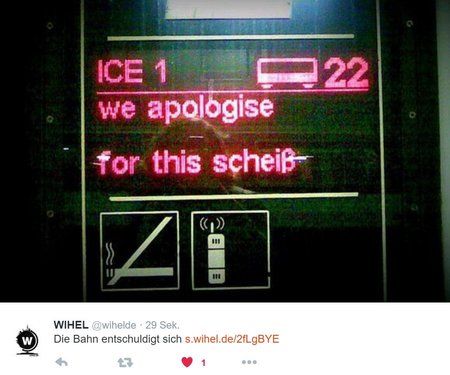 ICE 1 22
we apologise
for this scheiß
WIHEL @wihelde · 29 Sek.
Die Bahn entschuldigt sich s.wihel.de/2fLgBYE
1